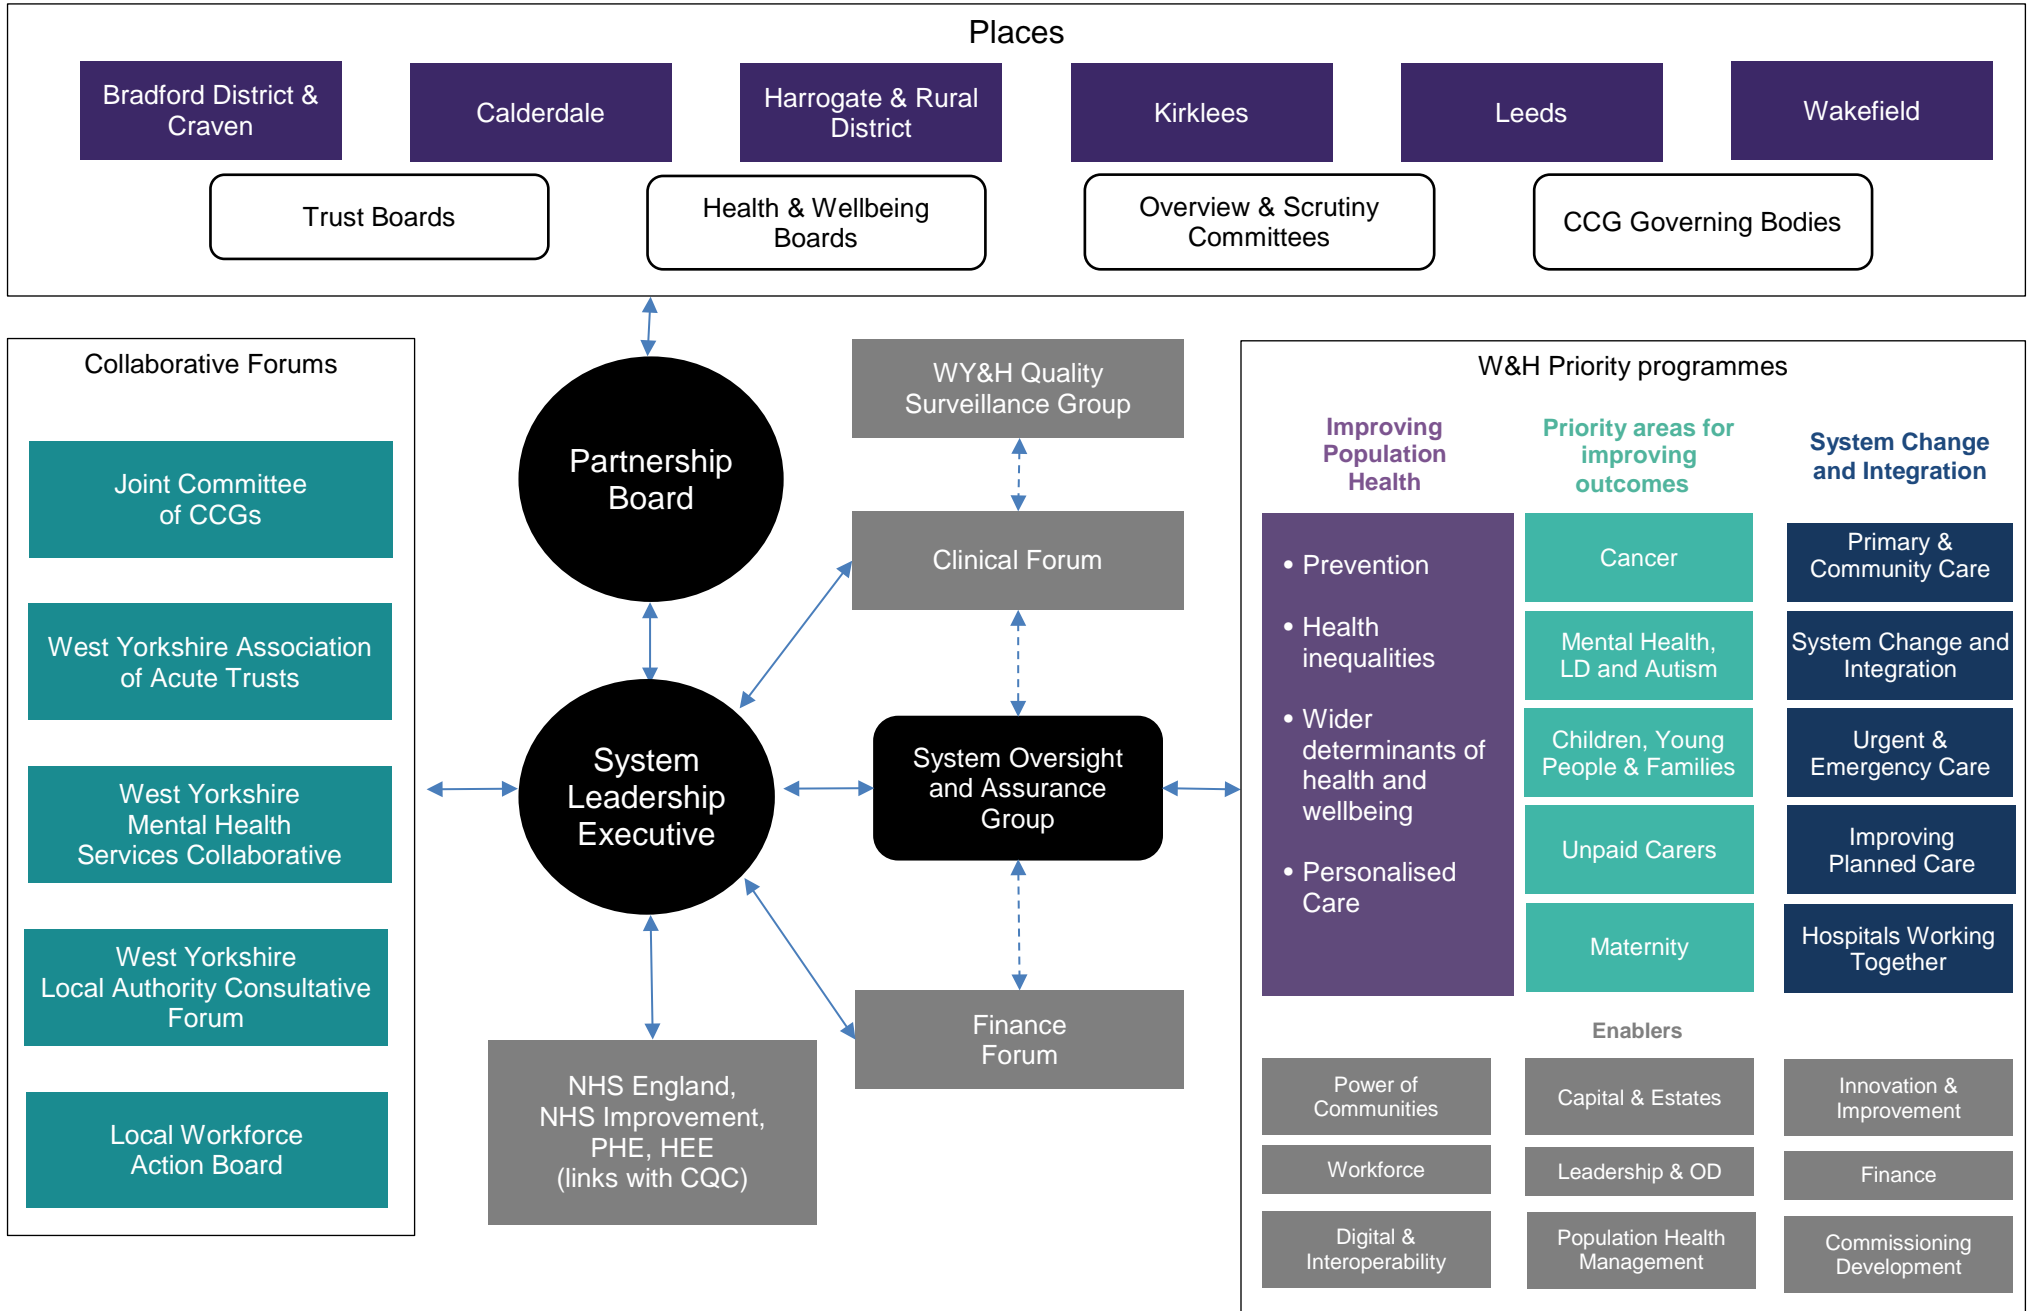 Places
Bradford District &
Craven
Calderdale
Harrogate & Rural
District
Kirklees
Leeds
Wakefield
Trust Boards
Health & Wellbeing
Boards
Overview & Scrutiny
Committees
CCG Governing Bodies
Collaborative Forums
Joint Committee
of CCGs
West Yorkshire Association
of Acute Trusts
West Yorkshire
Mental Health
Services Collaborative
West Yorkshire
Local Authority Consultative
Forum
Local Workforce
Action Board
Partnership
Board
System
Leadership
Executive
NHS England,
NHS Improvement,
PHE, HEE
(links with CQC)
WY&H Quality
Surveillance Group
Clinical Forum
System Oversight
and Assurance
Group
Finance
Forum
W&H Priority programmes
Improving
Population
Health
• Prevention
• Health
inequalities
• Wider
determinants of
health and
wellbeing
• Personalised
Care
Priority areas for
improving
outcomes
Cancer
Mental Health,
LD and Autism
Children, Young
People & Families
Unpaid Carers
Maternity
System Change
and Integration
Primary &
Community Care
System Change and
Integration
Urgent &
Emergency Care
Improving
Planned Care
Hospitals Working
Together
Enablers
Power of
Communities
Capital & Estates
Innovation &
Improvement
Workforce
Leadership & OD
Finance
Digital &
Interoperability
Population Health
Management
Commissioning
Development